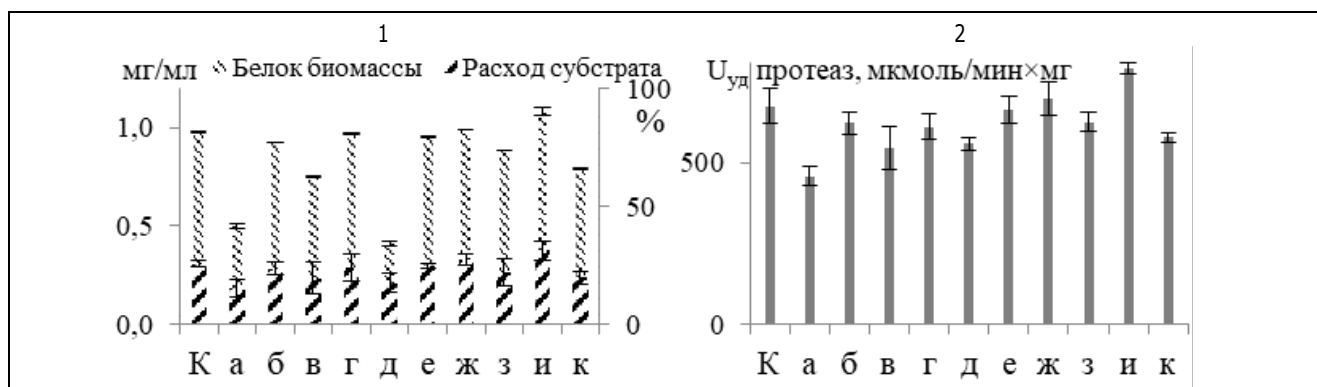 1
мг/мл Белок биомассы Расход субстрата
100
%
1,0
0,5
50
0,0
0
К а б в г д е ж з и к
2
Uуд протеаз, мкмоль/мин×мг
500
0
К а б в г д е ж з и к